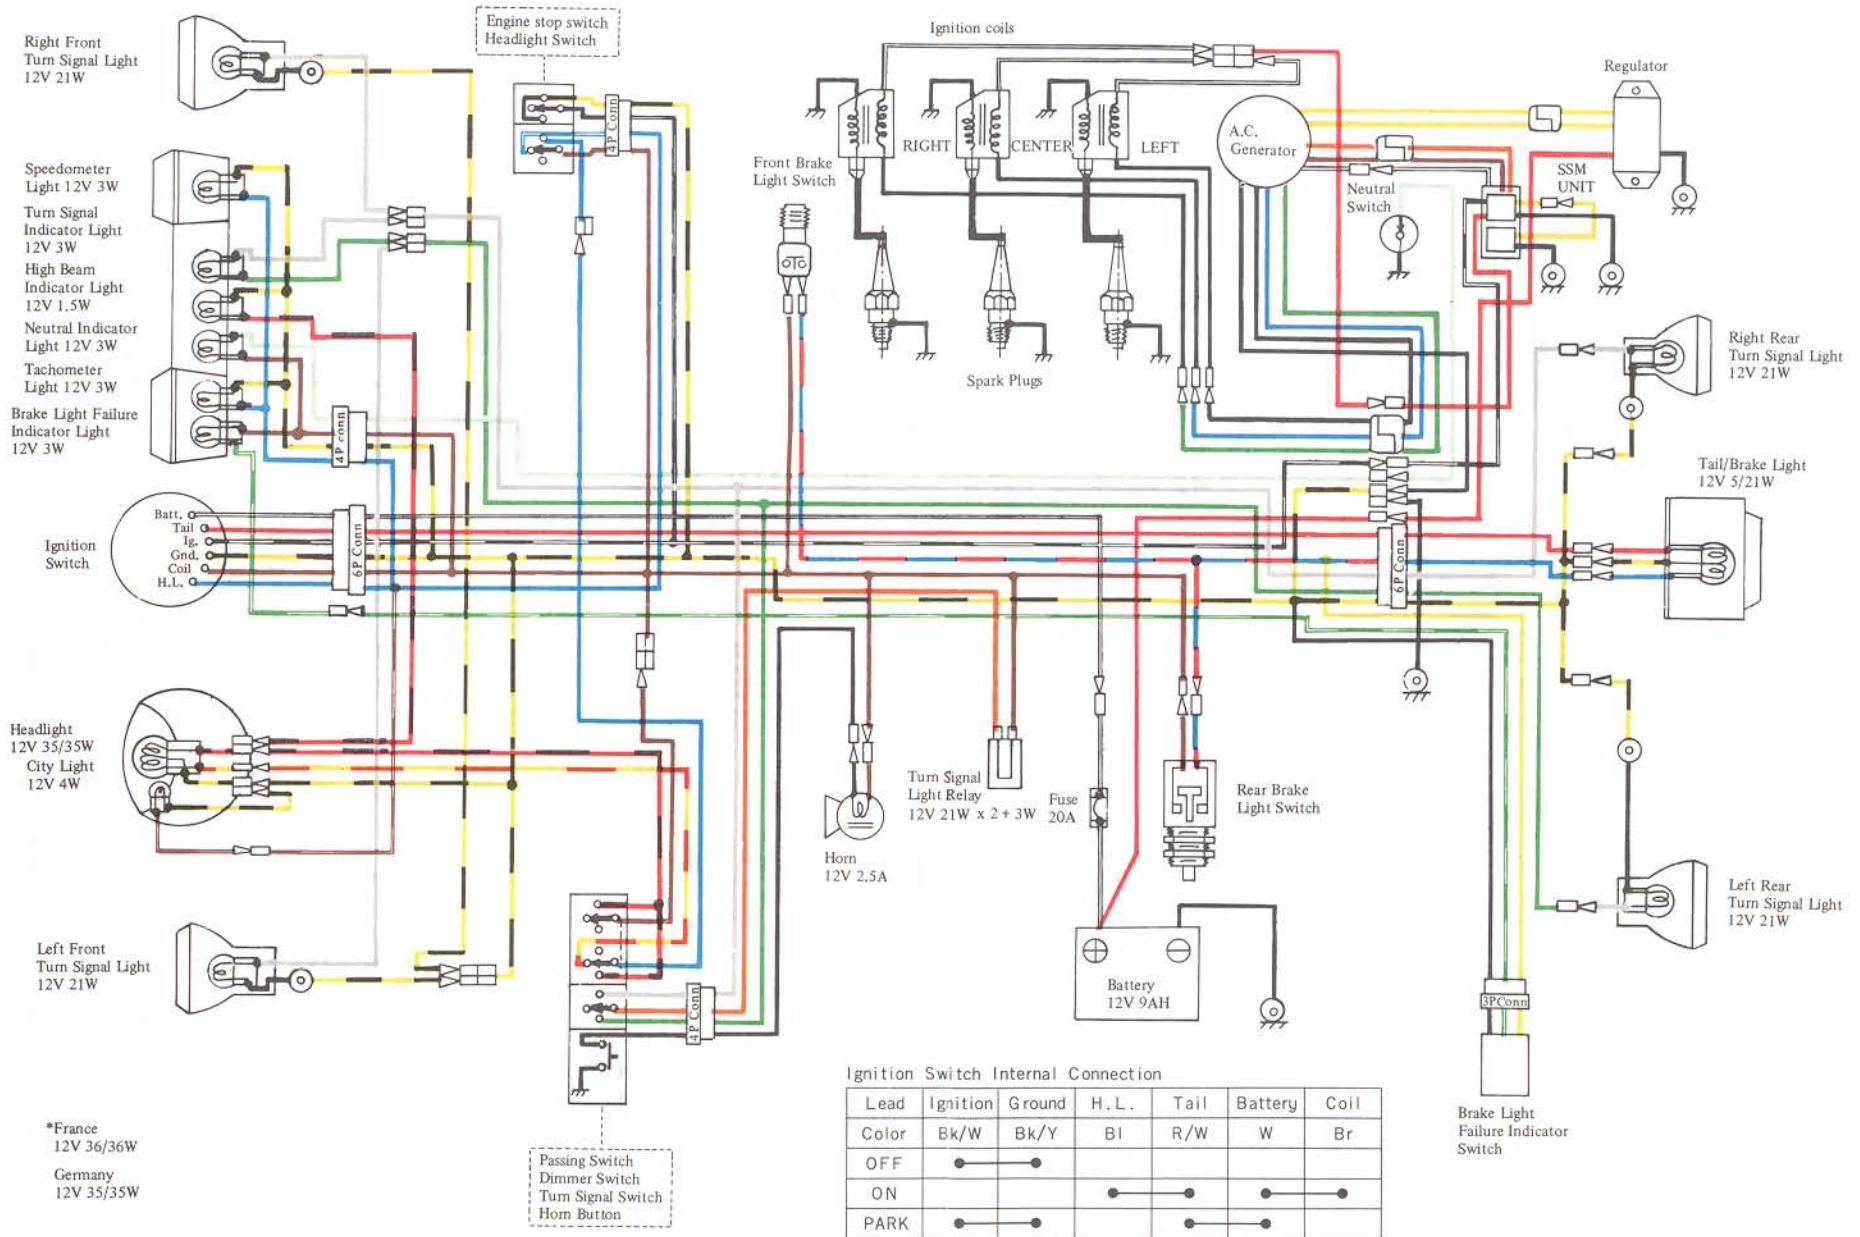 Right Front
Turn Signal Light
12V 21W
Speedometer
Light 12V 3W
Turn Signal
Indicator Light
12V 3W
High Beam
Indicator Light
12V 1.5W
Neutral Indicator
Light 12V 3W
Tachometer
Light 12V 3W
Brake Light Failure
Indicator Light
12V 3W
Engine stop switch
Headlight Switch
4P Conn
4P conn
Ignition coils
RIGHT
CENTER
LEFT
Front Brake
Light Switch
Spark Plugs
A.C.
Generator
Neutral
Switch
SSM
UNIT
Regulator
Right Rear
Turn Signal Light
12V 21W
Tail/Brake Light
12V 5/21W
Ignition
Switch
Batt.
Tail
Ig.
Gnd.
Coil
H.L.
6P Conn
6P Conn
Headlight
12V 35/35W
City Light
12V 4W
Left Front
Turn Signal Light
12V 21W
4P Conn
Horn
12V 2.5A
Turn Signal
Light Relay
12V 21W x 2 + 3W
Fuse
20A
Rear Brake
Light Switch
Battery
12V 9AH
Left Rear
Turn Signal Light
12V 21W
3P Conn
Brake Light
Failure Indicator
Switch
*France
12V 36/36W
Germany
12V 35/35W
Passing Switch
Dimmer Switch
Turn Signal Switch
Horn Button
Ignition Switch Internal Connection
Lead Ignition Ground H.L. Tail Battery Coil
Color Bk/W Bk/Y Bl R/W W Br
OFF
ON
PARK